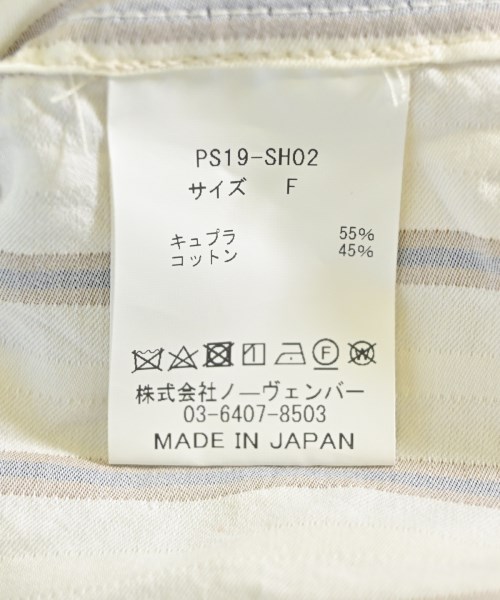 PS19-SH02
サイズ F
キュプラ 55%
コットン 45%
F W
株式会社ノーヴェンバー
03-6407-8503
MADE IN JAPAN